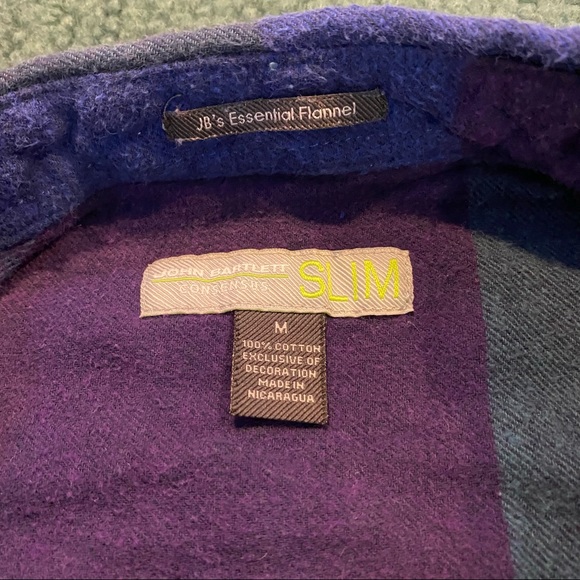 JB's Essential Flannel
JOHN BARTLETT
CONSENSUS
SLIM
M
100% COTTON
EXCLUSIVE OF
DECORATION
MADE IN
NICARAGUA